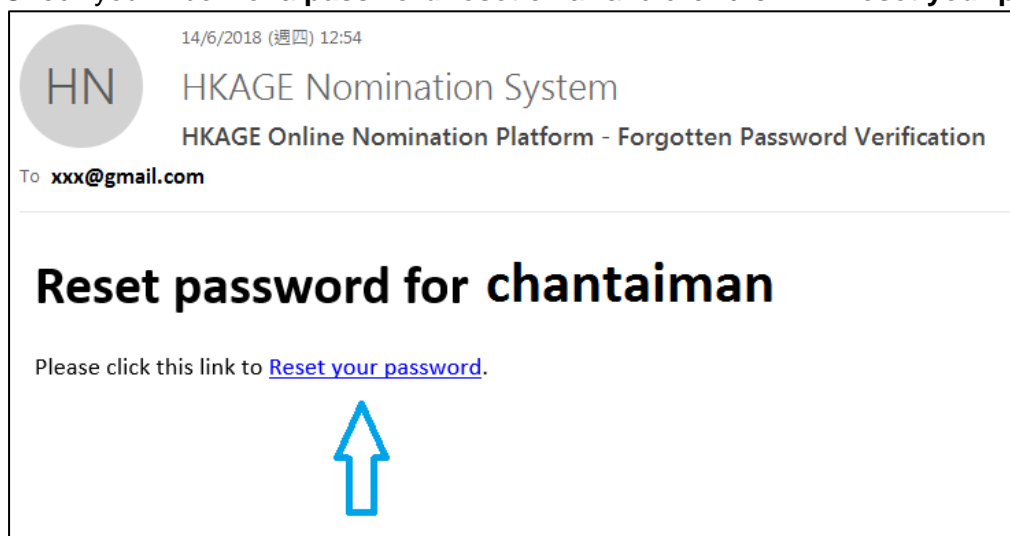 14/6/2018 (週四) 12:54
HN
HKAGE Nomination System
HKAGE Online Nomination Platform - Forgotten Password Verification
To xxx@gmail.com
Reset password for chantaiman
Please click this link to Reset your password.